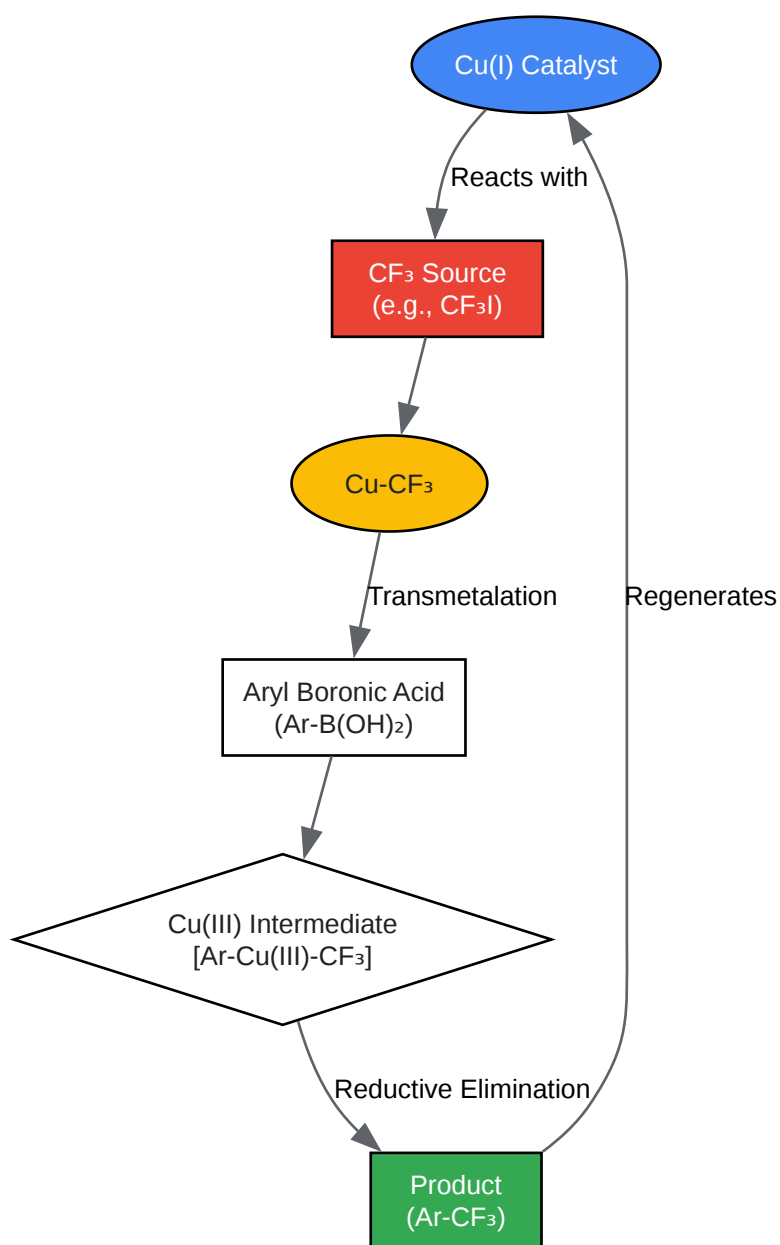 Cu(I) Catalyst
Reacts with
CF₃ Source
(e.g., CF₃I)
Cu-CF₃
Transmetalation
Regenerates
Aryl Boronic Acid
(Ar-B(OH)₂)
Cu(III) Intermediate
[Ar-Cu(III)-CF₃]
Reductive Elimination
Product
(Ar-CF₃)